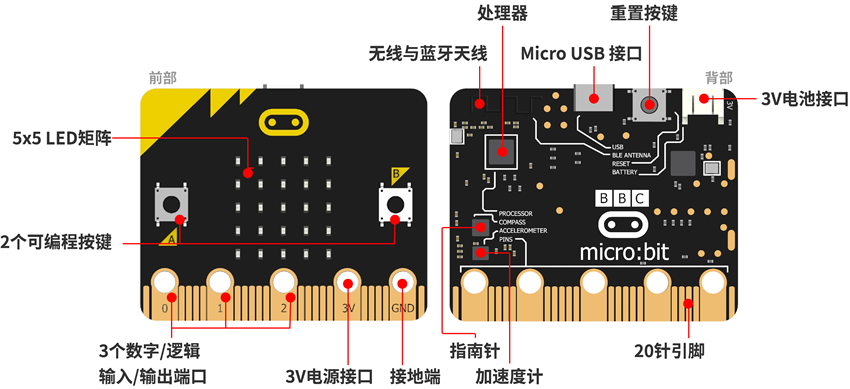 处理器
重置按键
无线与蓝牙天线
Micro USB 接口
前部
背部
3V电池接口
3V
5x5 LED矩阵
USB
BLE ANTENNA
RESET
BATTERY
B
A
2个可编程按键
BBC
PROCESSOR
COMPASS
ACCELEROMETER
PINS
micro:bit
0
1
2
3V
GND
3个数字/逻辑
输入/输出端口
3V电源接口
接地端
指南针
加速度计
20针引脚